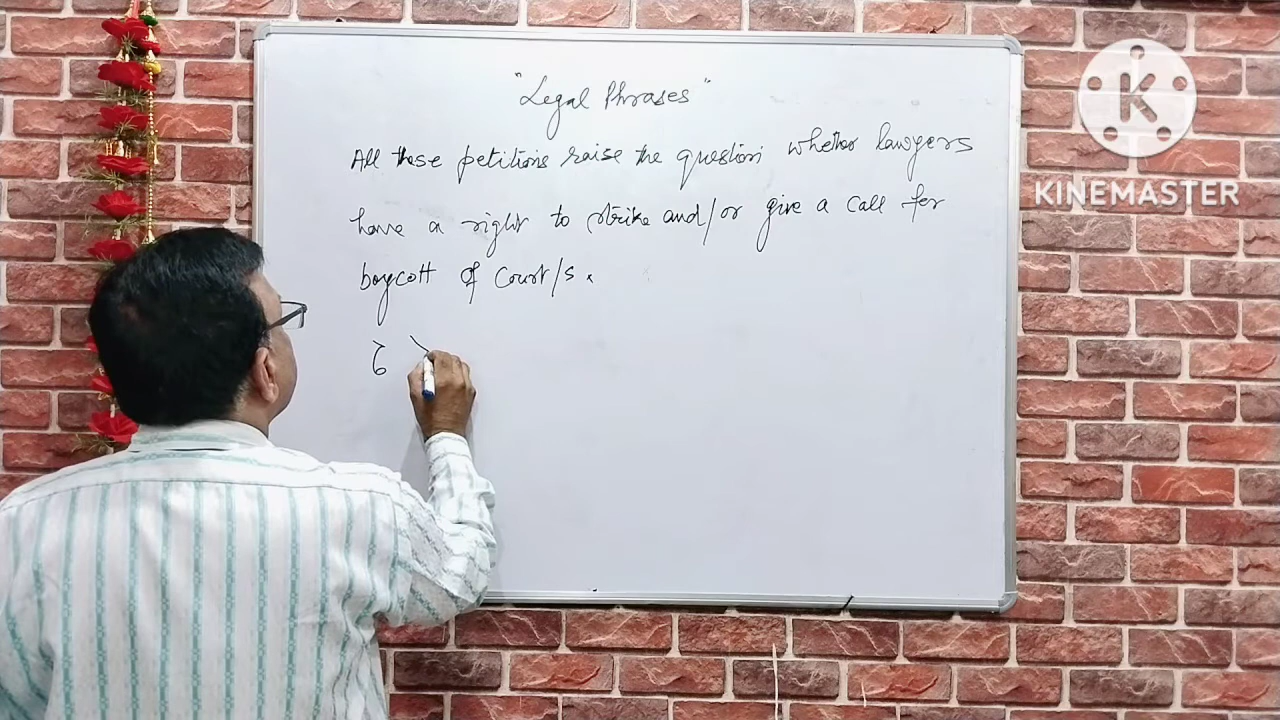 "Legal Phrases"
All these petitions raise the question whether lawyers
have a right to strike and/or give a call for
boycott of Court/s.
KINEMASTER